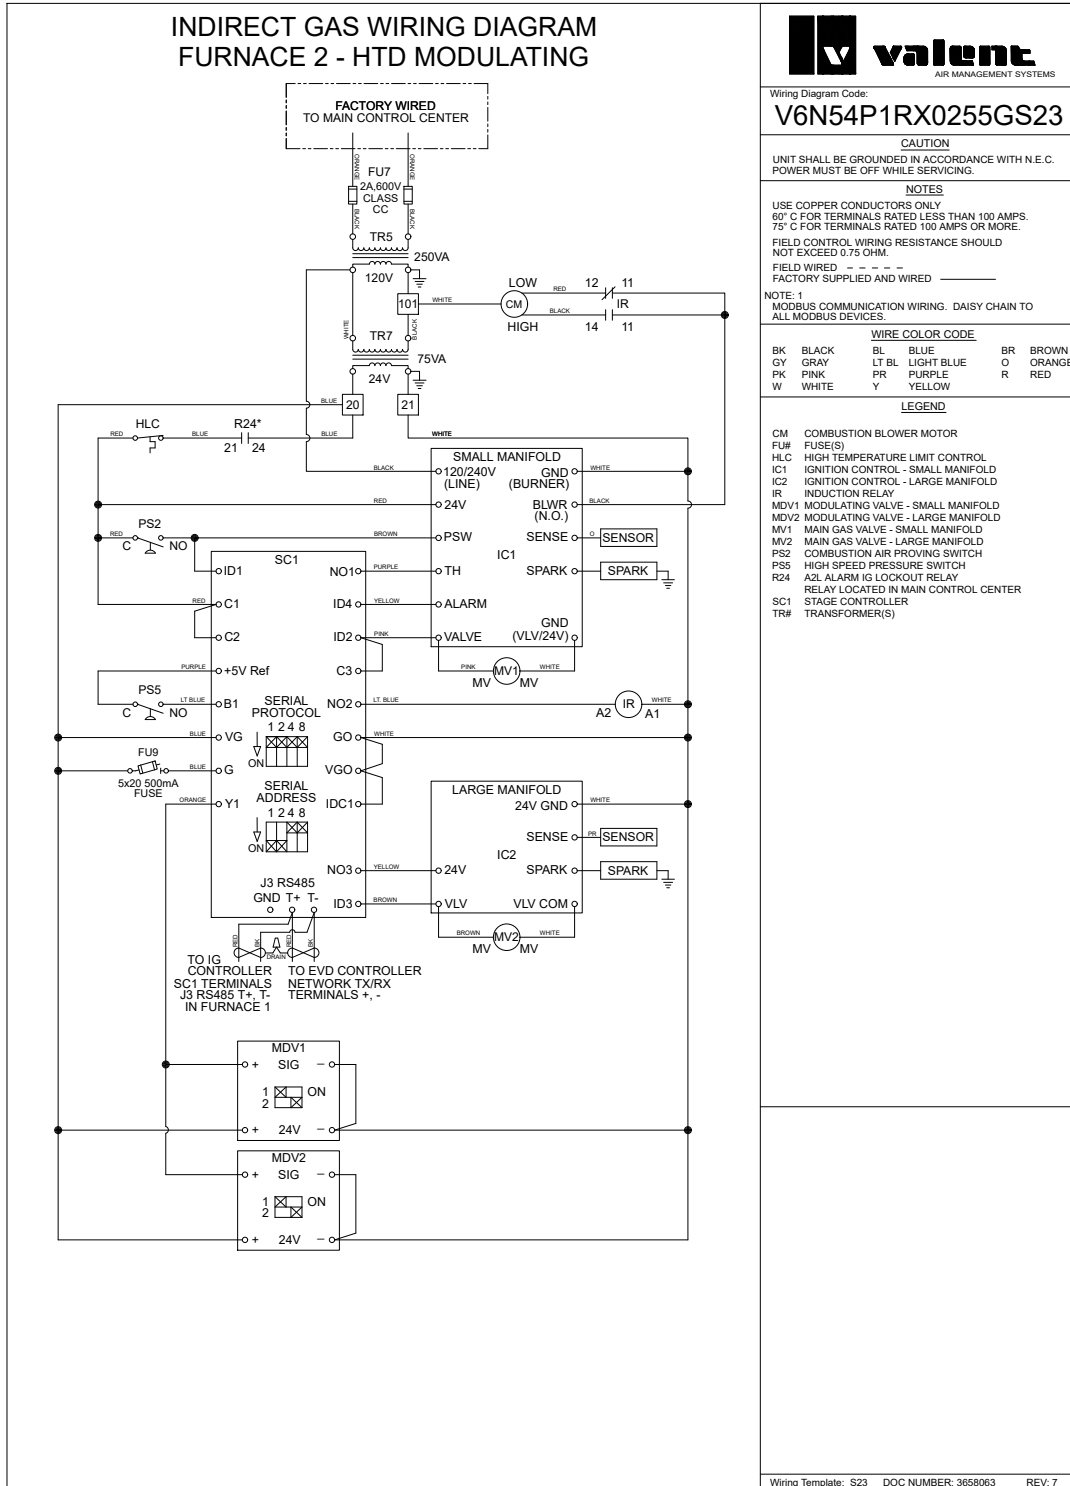 INDIRECT GAS WIRING DIAGRAM
FURNACE 2 - HTD MODULATING
FACTORY WIRED
TO MAIN CONTROL CENTER
ORANGE
ORANGE
FU7
2A,600V
CLASS
CC
BLACK
BLACK
TR5
250VA
120V
101
WHITE
LOW
CM
HIGH
RED
12
11
IR
BLACK
14
11
WHITE
BLACK
TR7
75VA
24V
BLUE
20
21
HLC
R24*
RED
BLUE
21
24
BLUE
WHITE
SMALL MANIFOLD
BLACK
120/240V
(LINE)
GND
(BURNER)
WHITE
RED
24V
BLWR
(N.O.)
BLACK
PS2
RED
C
NO
BROWN
PSW
SENSE
O
SENSOR
IC1
SC1
ID1
NO1
PURPLE
TH
SPARK
SPARK
RED
C1
ID4
YELLOW
ALARM
C2
ID2
PINK
VALVE
GND
(VLV/24V)
PURPLE
+5V Ref
C3
PINK
MV1
WHITE
MV
MV
PS5
LT BLUE
C
NO
B1
SERIAL
PROTOCOL
1 2 4 8
ON
NO2
LT. BLUE
IR
WHITE
A2
A1
BLUE
VG
GO
WHITE
FU9
BLUE
G
VGO
5x20 500mA
FUSE
SERIAL
ADDRESS
1 2 4 8
ON
ORANGE
Y1
IDC1
LARGE MANIFOLD
24V GND
WHITE
SENSE
PR
SENSOR
IC2
NO3
YELLOW
24V
SPARK
SPARK
J3 RS485
GND T+ T-
ID3
BROWN
VLV
VLV COM
BROWN
MV2
WHITE
MV
MV
RED
BK
DRAIN
RED
BK
TO IG
CONTROLLER
SC1 TERMINALS
J3 RS485 T+, T-
IN FURNACE 1
TO EVD CONTROLLER
NETWORK TX/RX
TERMINALS +, -
MDV1
+ SIG –
1
2
ON
+ 24V –
MDV2
+ SIG –
1
2
ON
+ 24V –
v valent
AIR MANAGEMENT SYSTEMS
Wiring Diagram Code:
V6N54P1RX0255GS23
CAUTION
UNIT SHALL BE GROUNDED IN ACCORDANCE WITH N.E.C.
POWER MUST BE OFF WHILE SERVICING.
NOTES
USE COPPER CONDUCTORS ONLY
60° C FOR TERMINALS RATED LESS THAN 100 AMPS.
75° C FOR TERMINALS RATED 100 AMPS OR MORE.
FIELD CONTROL WIRING RESISTANCE SHOULD
NOT EXCEED 0.75 OHM.
FIELD WIRED
FACTORY SUPPLIED AND WIRED
NOTE: 1
MODBUS COMMUNICATION WIRING. DAISY CHAIN TO
ALL MODBUS DEVICES.
WIRE COLOR CODE
BK BLACK BL BLUE BR BROWN
GY GRAY LT BL LIGHT BLUE O ORANGE
PK PINK PR PURPLE R RED
W WHITE Y YELLOW
LEGEND
CM COMBUSTION BLOWER MOTOR
FU# FUSE(S)
HLC HIGH TEMPERATURE LIMIT CONTROL
IC1 IGNITION CONTROL - SMALL MANIFOLD
IC2 IGNITION CONTROL - LARGE MANIFOLD
IR INDUCTION RELAY
MDV1 MODULATING VALVE - SMALL MANIFOLD
MDV2 MODULATING VALVE - LARGE MANIFOLD
MV1 MAIN GAS VALVE - SMALL MANIFOLD
MV2 MAIN GAS VALVE - LARGE MANIFOLD
PS2 COMBUSTION AIR PROVING SWITCH
PS5 HIGH SPEED PRESSURE SWITCH
R24 A2L ALARM IG LOCKOUT RELAY
RELAY LOCATED IN MAIN CONTROL CENTER
SC1 STAGE CONTROLLER
TR# TRANSFORMER(S)
Wiring Template: S23 DOC NUMBER: 3658063 REV: 7